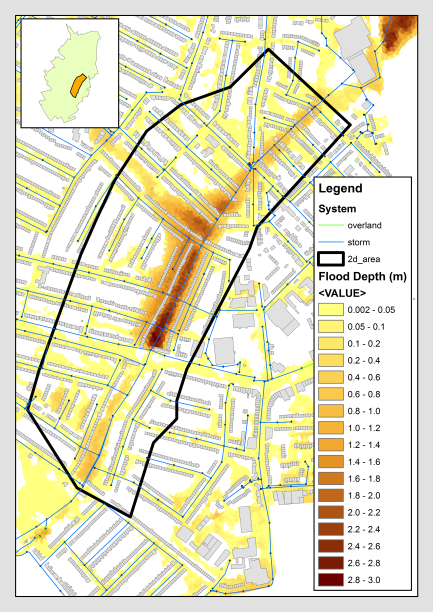 Legend
System
overland
storm
2d_area
Flood Depth (m)
<VALUE>
0.002 - 0.05
0.05 - 0.1
0.1 - 0.2
0.2 - 0.4
0.4 - 0.6
0.6 - 0.8
0.8 - 1.0
1.0 - 1.2
1.2 - 1.4
1.4 - 1.6
1.6 - 1.8
1.8 - 2.0
2.0 - 2.2
2.2 - 2.4
2.4 - 2.6
2.6 - 2.8
2.8 - 3.0